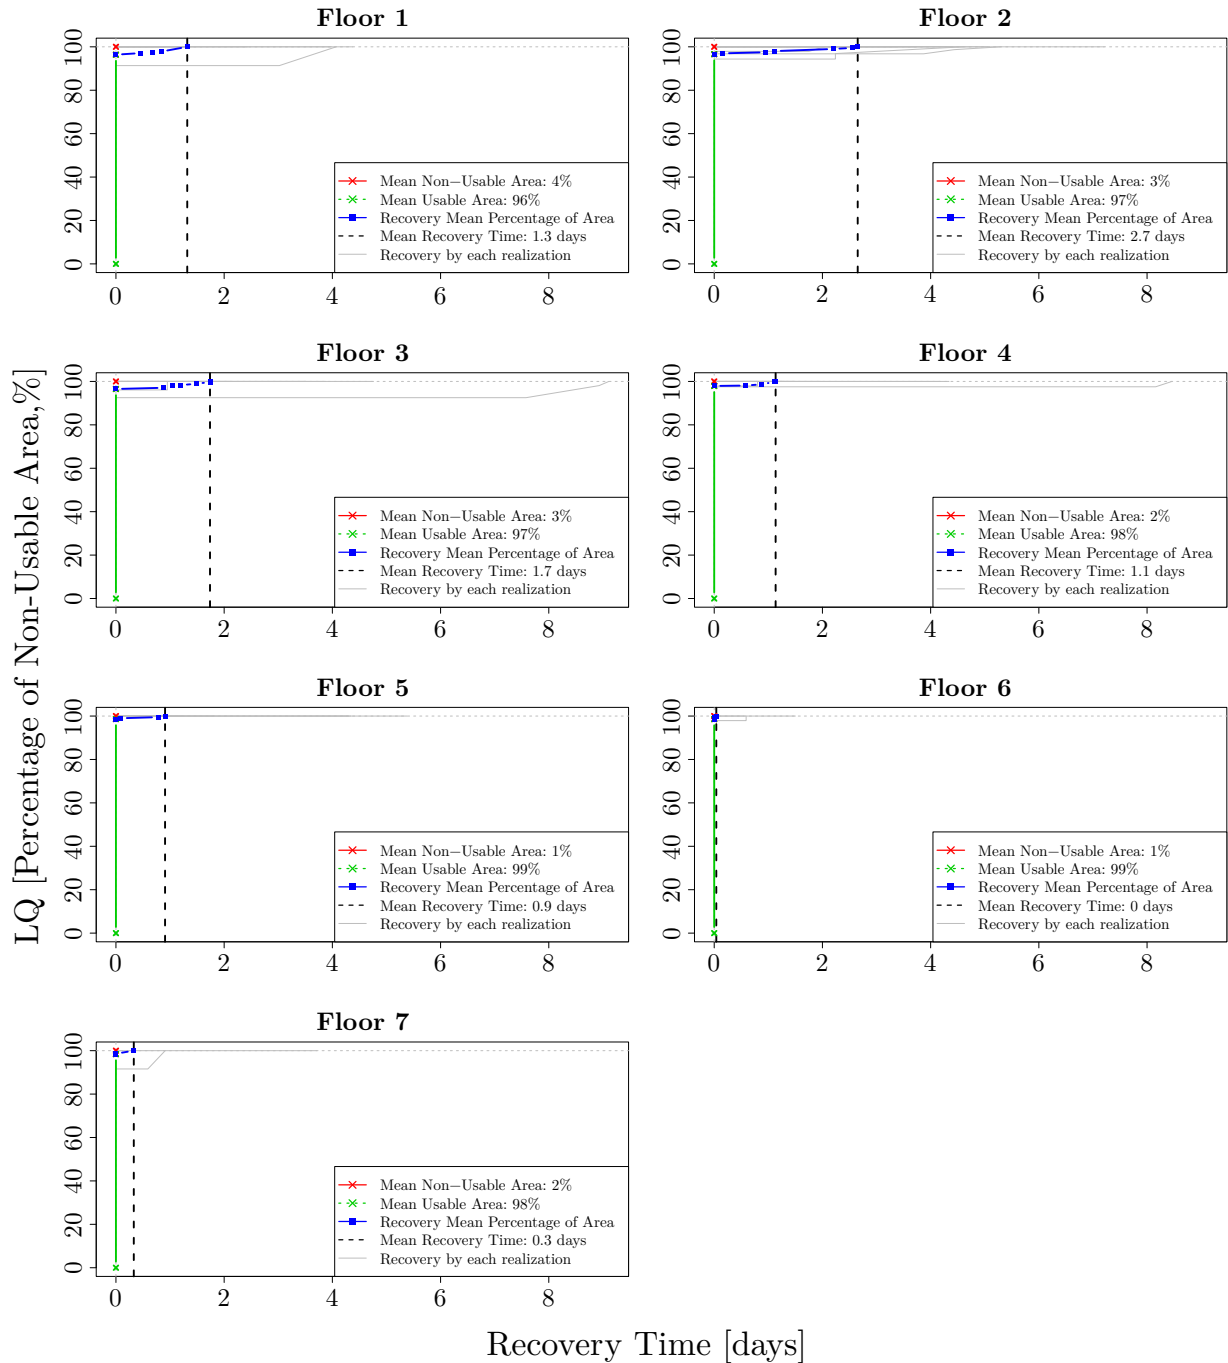 Floor 1
100
80
60
40
20
0
Mean Non−Usable Area: 4%
Mean Usable Area: 96%
Recovery Mean Percentage of Area
Mean Recovery Time: 1.3 days
Recovery by each realization
0 2 4 6 8
Floor 2
100
80
60
40
20
0
Mean Non−Usable Area: 3%
Mean Usable Area: 97%
Recovery Mean Percentage of Area
Mean Recovery Time: 2.7 days
Recovery by each realization
0 2 4 6 8
LQ [Percentage of Non-Usable Area,%]
Floor 3
100
80
60
40
20
0
Mean Non−Usable Area: 3%
Mean Usable Area: 97%
Recovery Mean Percentage of Area
Mean Recovery Time: 1.7 days
Recovery by each realization
0 2 4 6 8
Floor 4
100
80
60
40
20
0
Mean Non−Usable Area: 2%
Mean Usable Area: 98%
Recovery Mean Percentage of Area
Mean Recovery Time: 1.1 days
Recovery by each realization
0 2 4 6 8
Floor 5
100
80
60
40
20
0
Mean Non−Usable Area: 1%
Mean Usable Area: 99%
Recovery Mean Percentage of Area
Mean Recovery Time: 0.9 days
Recovery by each realization
0 2 4 6 8
Floor 6
100
80
60
40
20
0
Mean Non−Usable Area: 1%
Mean Usable Area: 99%
Recovery Mean Percentage of Area
Mean Recovery Time: 0 days
Recovery by each realization
0 2 4 6 8
Floor 7
100
80
60
40
20
0
Mean Non−Usable Area: 2%
Mean Usable Area: 98%
Recovery Mean Percentage of Area
Mean Recovery Time: 0.3 days
Recovery by each realization
0 2 4 6 8
Recovery Time [days]